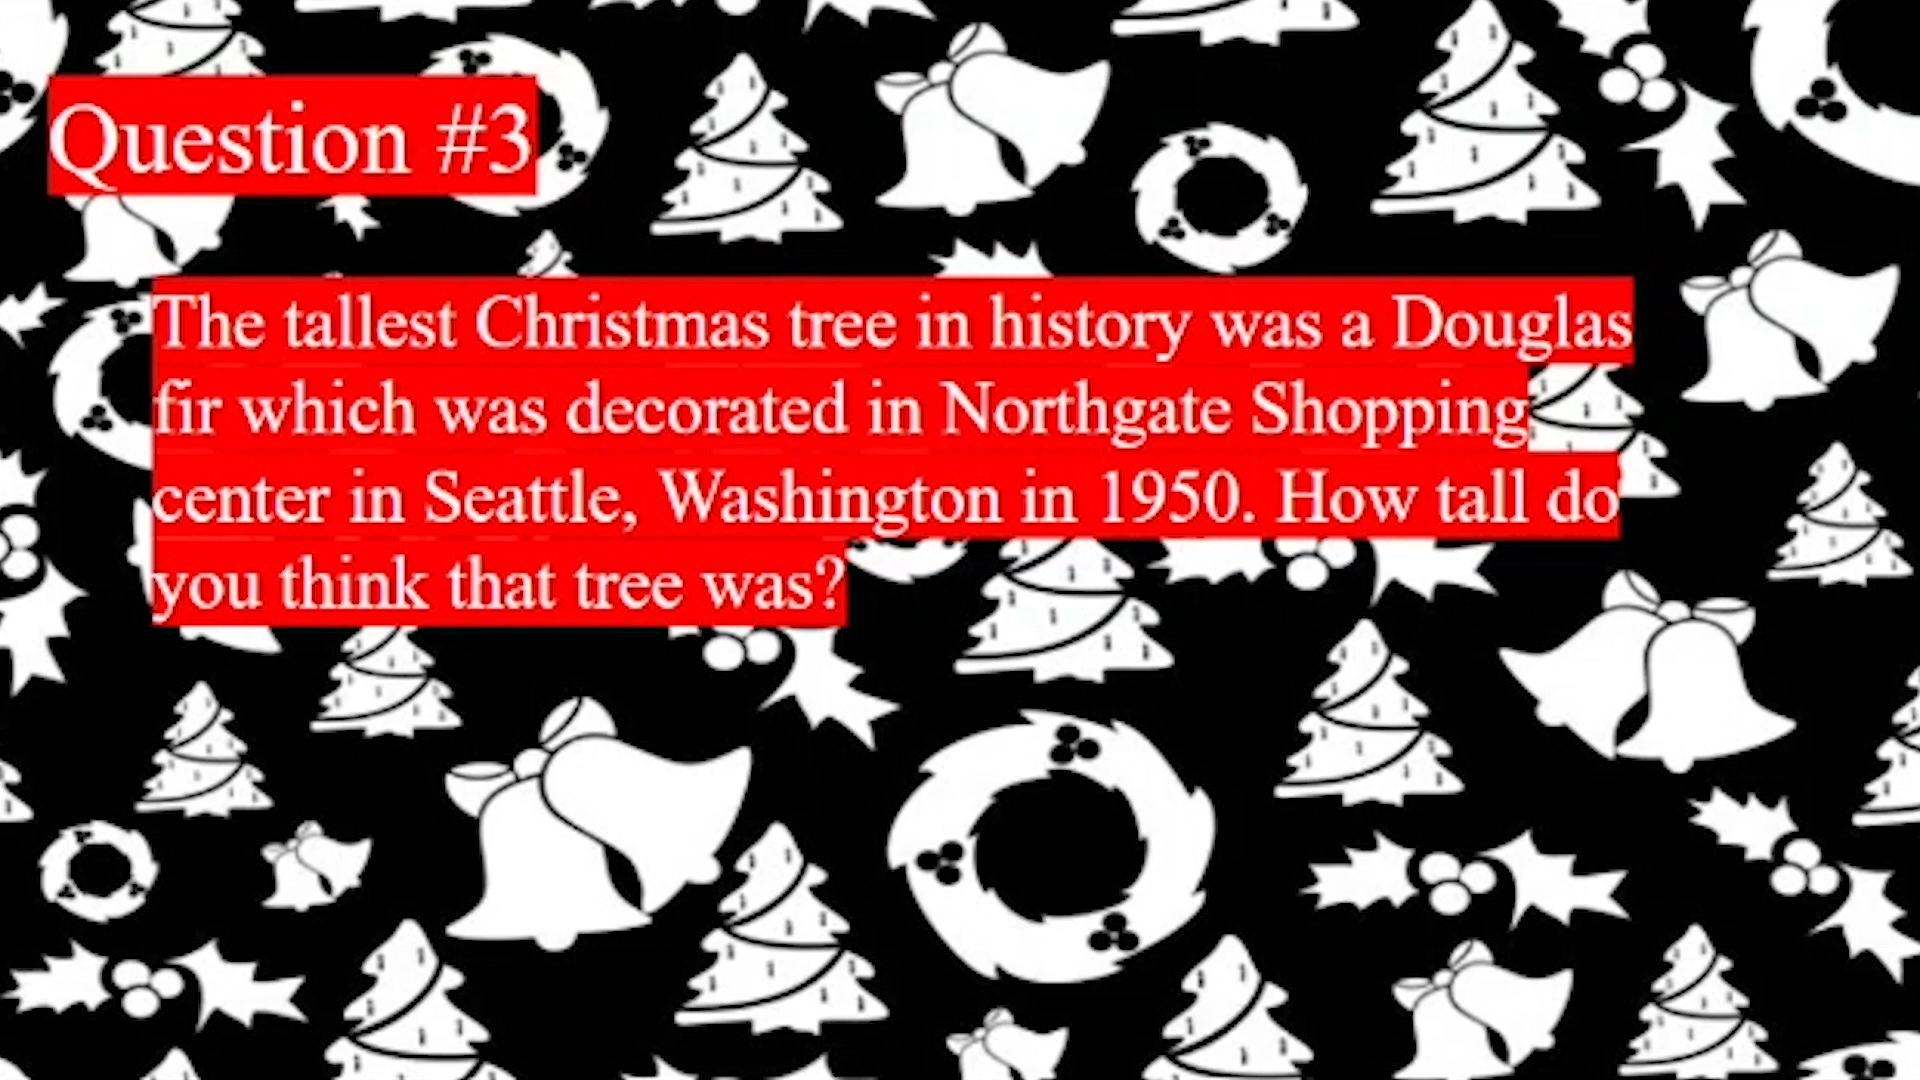 Question #3
The tallest Christmas tree in history was a Douglas
fir which was decorated in Northgate Shopping
center in Seattle, Washington in 1950. How tall do
you think that tree was?